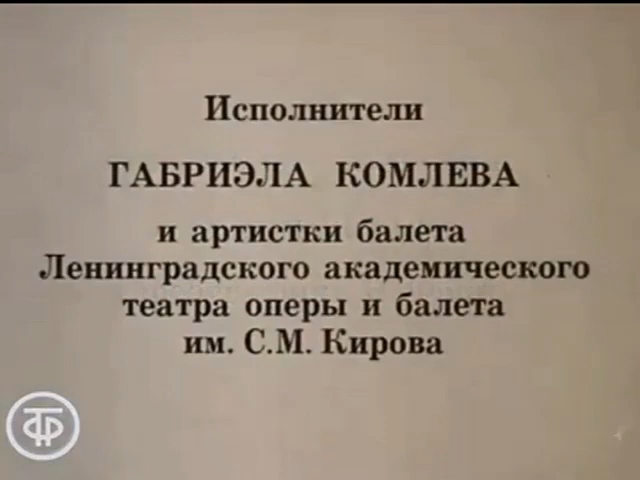 Исполнители
ГАБРИЭЛА КОМЛЕВА
и артистки балета
Ленинградского академического
театра оперы и балета
им. С.М. Кирова